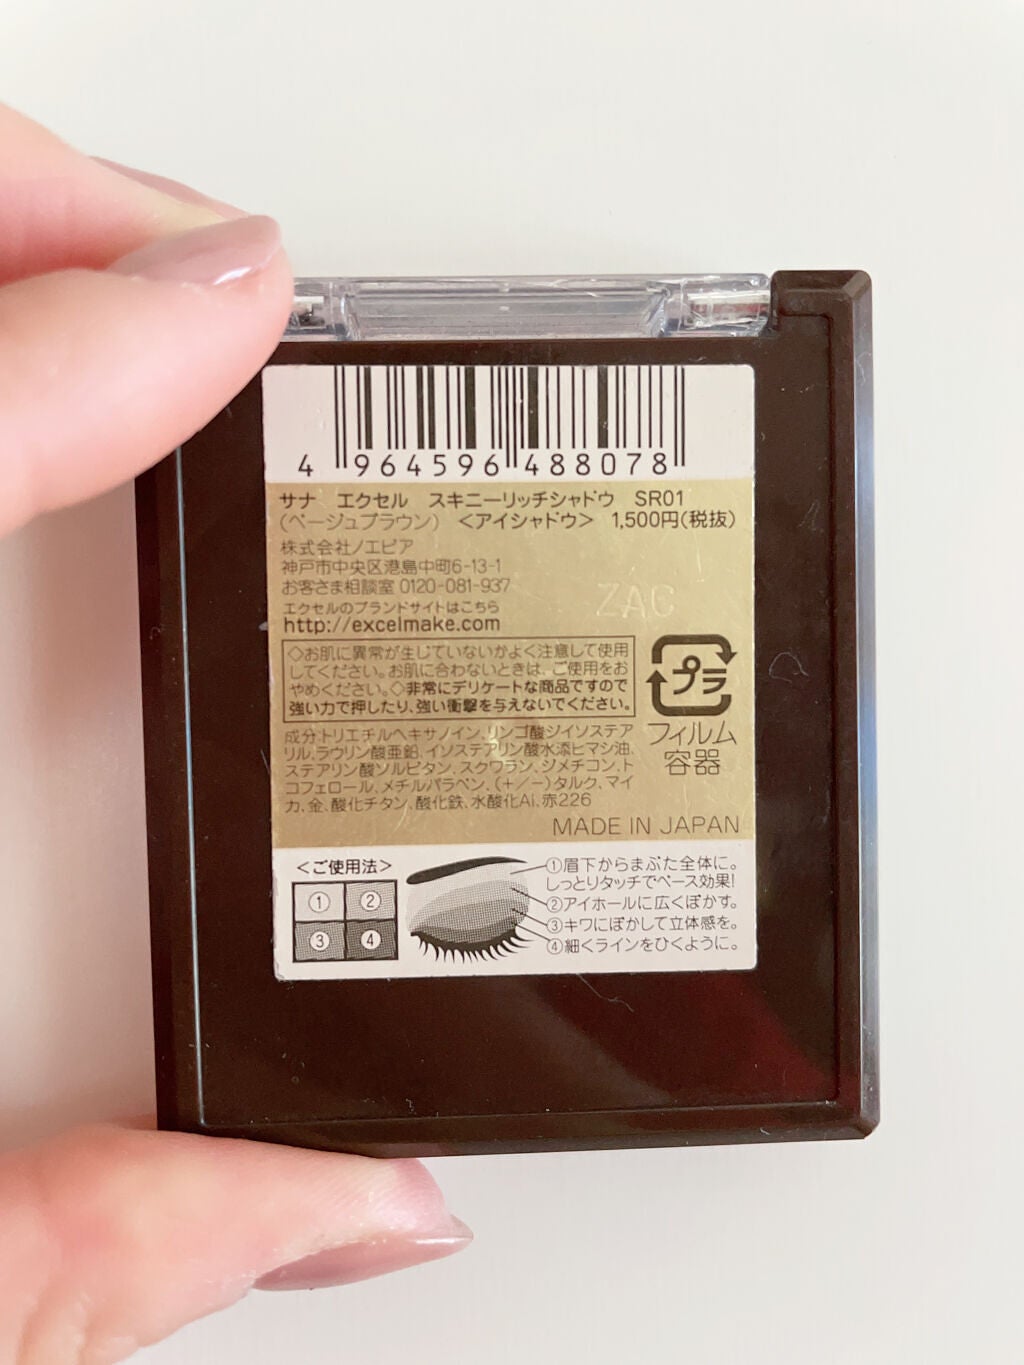 4 964596 488078
サナ エクセル スキニーリッチシャドウ SR01
(ベージュブラウン) <アイシャドウ> 1,500円(税抜)
株式会社ノエビア
神戸市中央区港島中町6-13-1
お客さま相談室 0120-081-937
エクセルのブランドサイトはこちら
http://excelmake.com
ZAC
◇お肌に異常が生じていないかよく注意して使用
してください。お肌に合わないときは、ご使用をお
やめください。◇非常にデリケートな商品ですので
強い力で押したり、強い衝撃を与えないでください。
プラ
フィルム
容器
成分:トリエチルヘキサノイン、リンゴ酸ジイソステア
リル、ラウリン酸亜鉛、イソステアリン酸水添ヒマシ油、
ステアリン酸ソルビタン、スクワラン、ジメチコン、ト
コフェロール、メチルパラベン、(+/-)タルク、マイ
カ、金、酸化チタン、酸化鉄、水酸化Al、赤226
MADE IN JAPAN
<ご使用法>
① ②
③ ④
①眉下からまぶた全体に。
しっとりタッチでベース効果!
②アイホールに広くぼかす。
③キワにぼかして立体感を。
④細くラインをひくように。